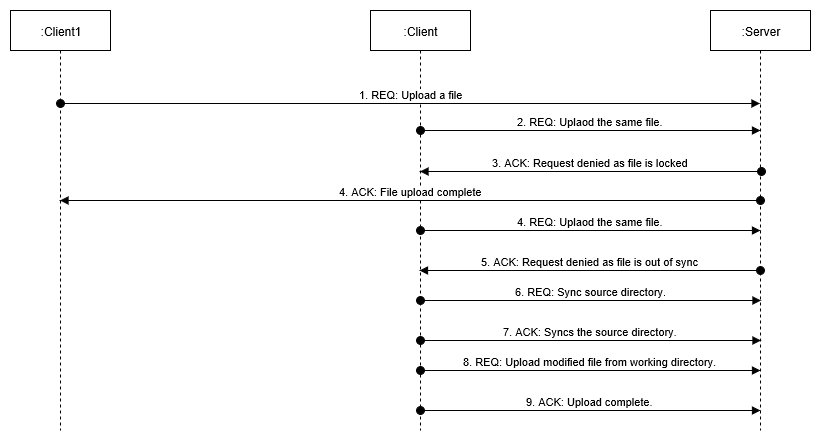 :Client1
:Client
:Server
1. REQ: Upload a file
2. REQ: Uplaod the same file.
3. ACK: Request denied as file is locked
4. ACK: File upload complete
4. REQ: Uplaod the same file.
5. ACK: Request denied as file is out of sync
6. REQ: Sync source directory.
7. ACK: Syncs the source directory.
8. REQ: Upload modified file from working directory.
9. ACK: Upload complete.